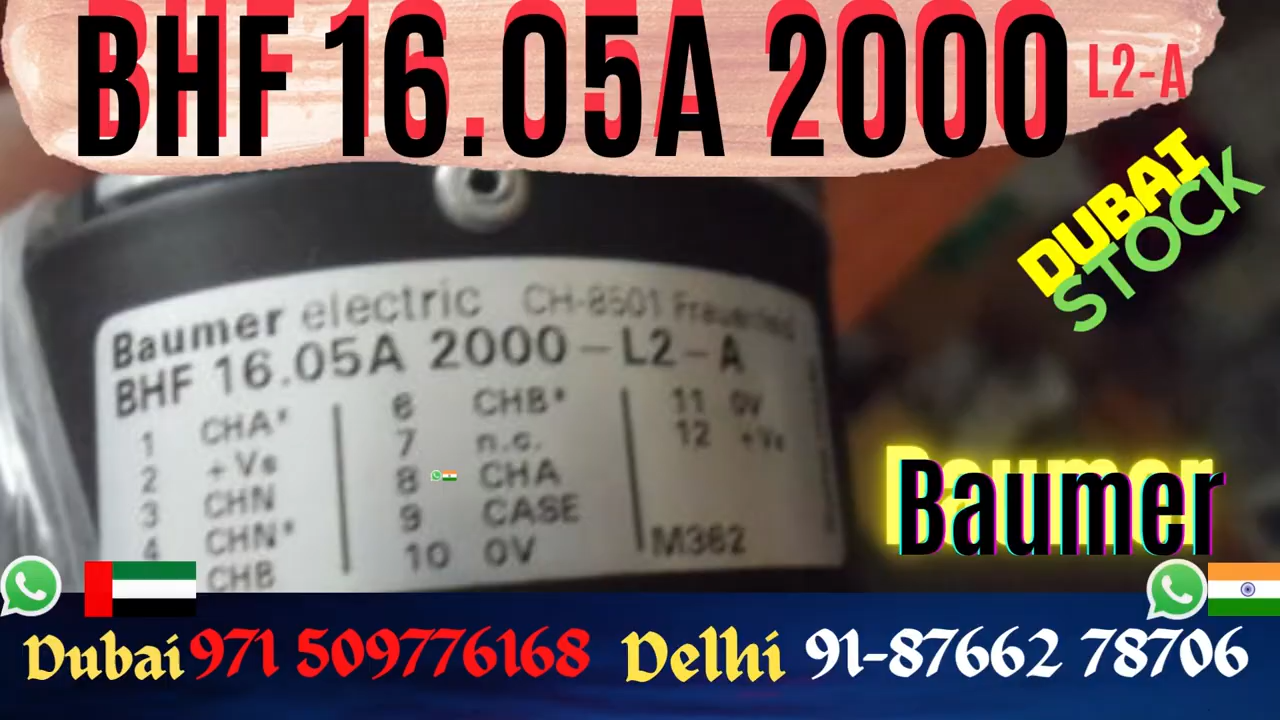 BHF 16.05A 2000 L2-A
DUBAI
STOCK
Baumer electric CH-8501 Frauenfeld
BHF 16.05A 2000-L2-A
1 CHA*
2 +Vs
3 CHN
4 CHN*
CHB
6 CHB*
7 n.c.
8 CHA
9 CASE
10 0V
11 0V
12 +Vs
M362
Baumer
Dubai 971 509776168 Delhi 91-87662 78706